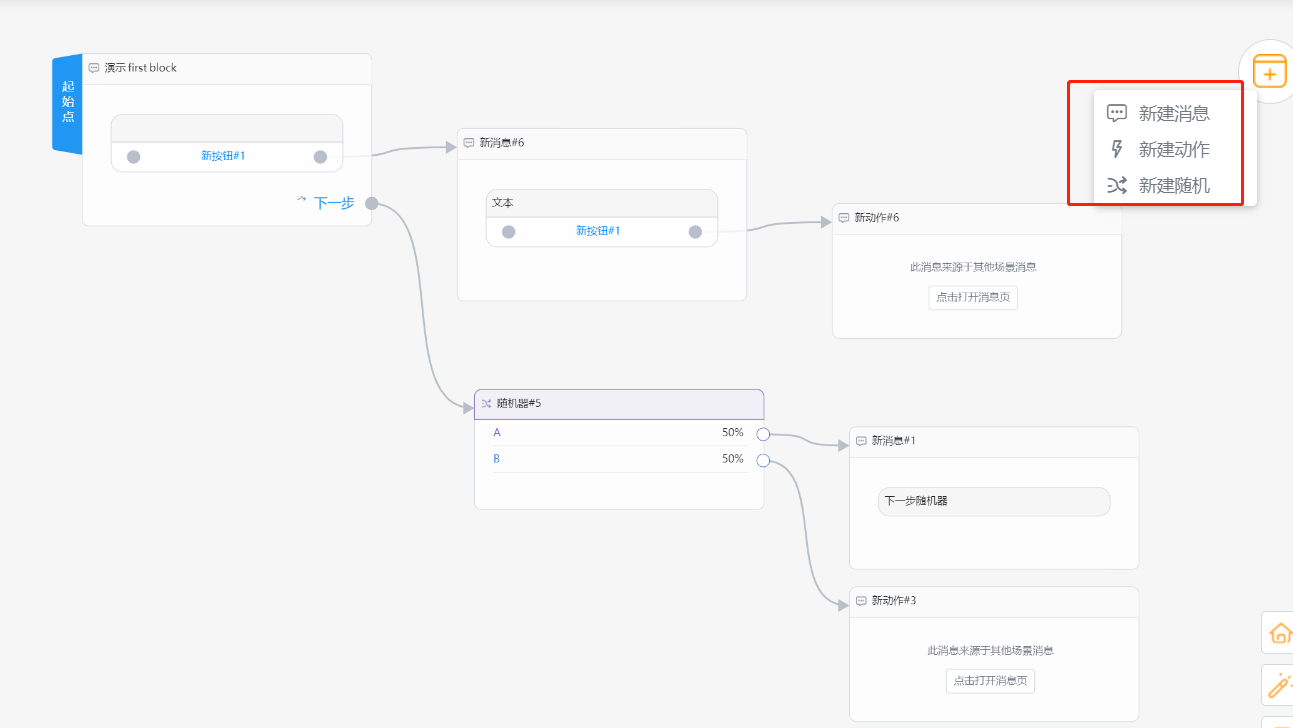 起始点
演示 first block
新按钮#1
下一步
新消息#6
文本
新按钮#1
新建消息
新建动作
新建随机
新动作#6
此消息来源于其他场景消息
点击打开消息页
随机器#5
A 50%
B 50%
新消息#1
下一步随机器
新动作#3
此消息来源于其他场景消息
点击打开消息页